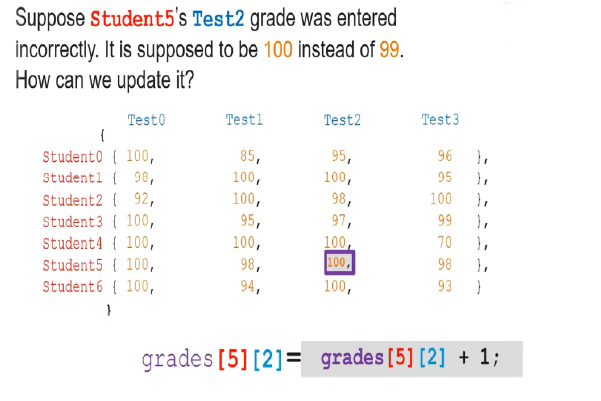 Suppose Student5's Test2 grade was entered
incorrectly. It is supposed to be 100 instead of 99.
How can we update it?
Test0 Test1 Test2 Test3
{
Student0 { 100, 85, 95, 96 },
Student1 { 98, 100, 100, 95 },
Student2 { 92, 100, 98, 100 },
Student3 { 100, 95, 97, 99 },
Student4 { 100, 100, 100, 70 },
Student5 { 100, 98, 100, 98 },
Student6 { 100, 94, 100, 93 }
}
grades[5][2]= grades[5][2] + 1;